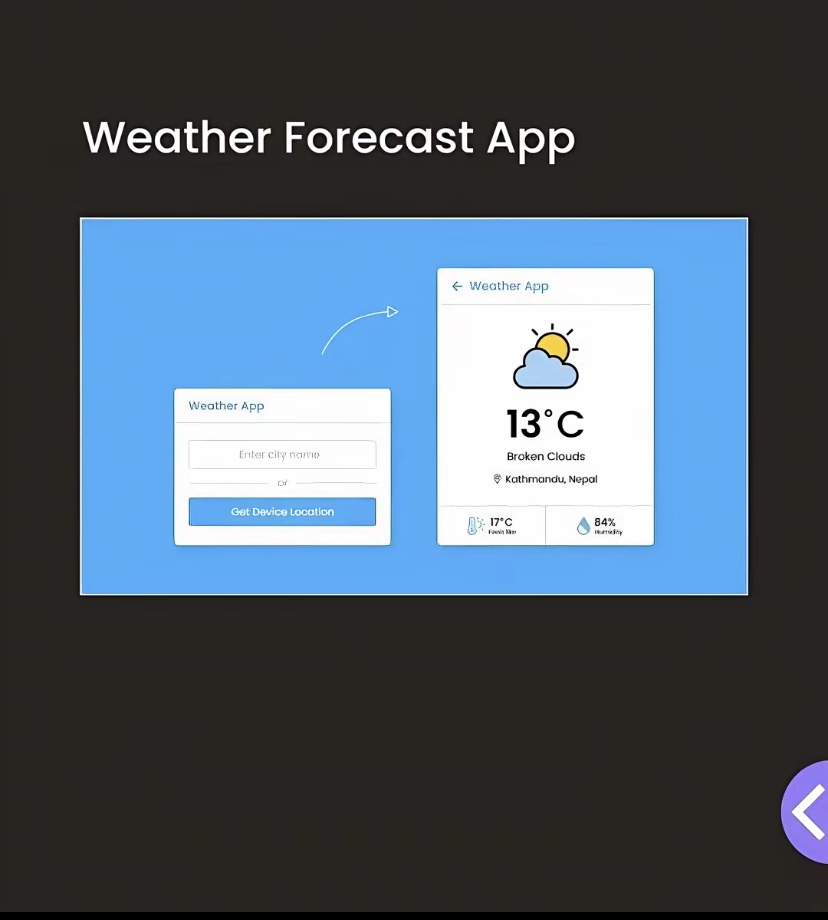 Weather Forecast App
Weather App
Enter city name
or
Get Device Location
Weather App
13°C
Broken Clouds
Kathmandu, Nepal
17°C
Feels like
84%
Humidity